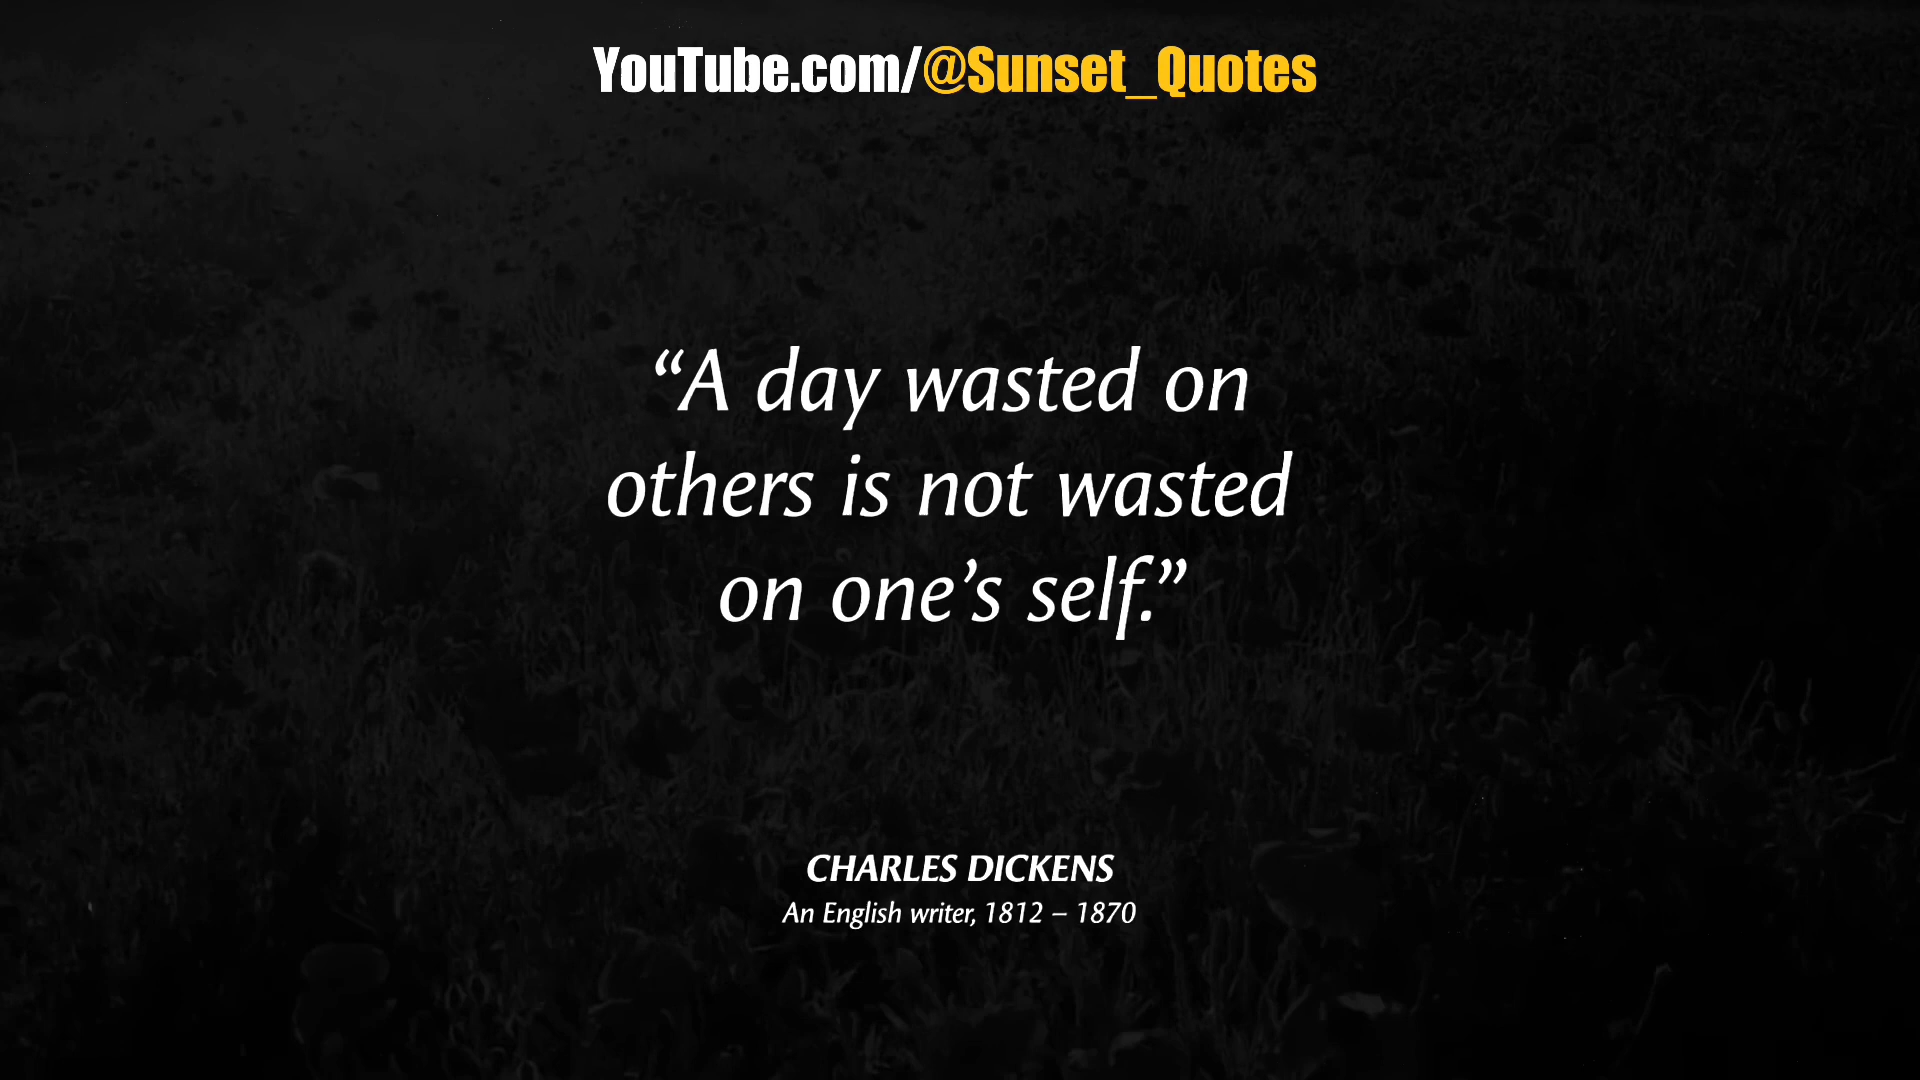 YouTube.com/@Sunset_Quotes
“A day wasted on
others is not wasted
on one’s self.”
CHARLES DICKENS
An English writer, 1812 – 1870